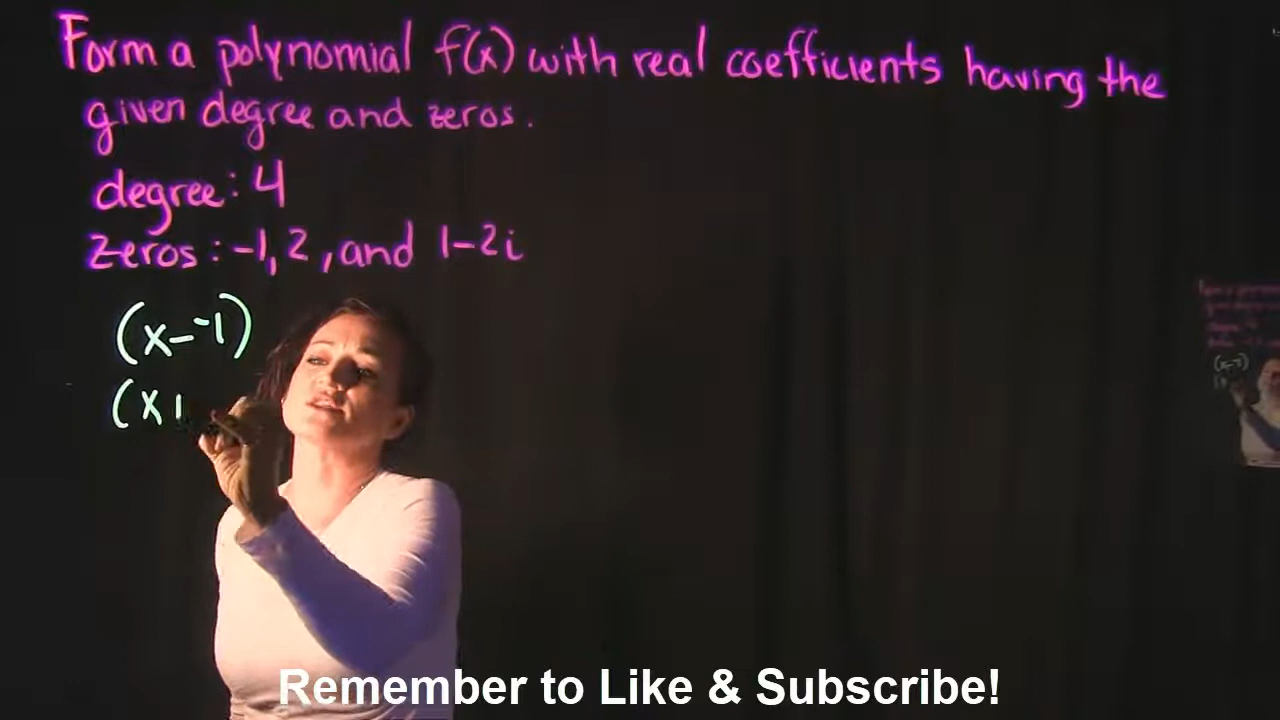 Form a polynomial f(x) with real coefficients having the
given degree and zeros.
degree: 4
zeros: -1, 2, and 1-2i
(x- -1)
(x
Remember to Like & Subscribe!